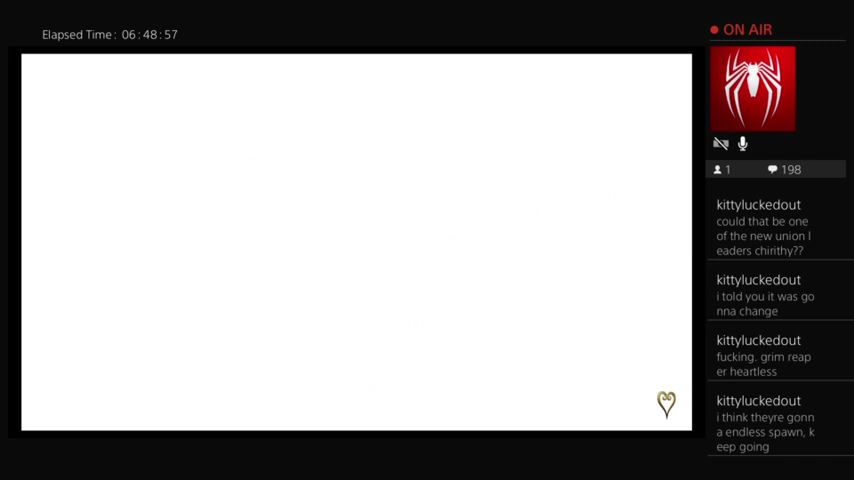 Elapsed Time: 06:48:57
ON AIR
1 198
kittyluckedout
could that be one
of the new union l
eaders chirithy??
kittyluckedout
i told you it was go
nna change
kittyluckedout
fucking. grim reap
er heartless
kittyluckedout
i think theyre gonn
a endless spawn, k
eep going